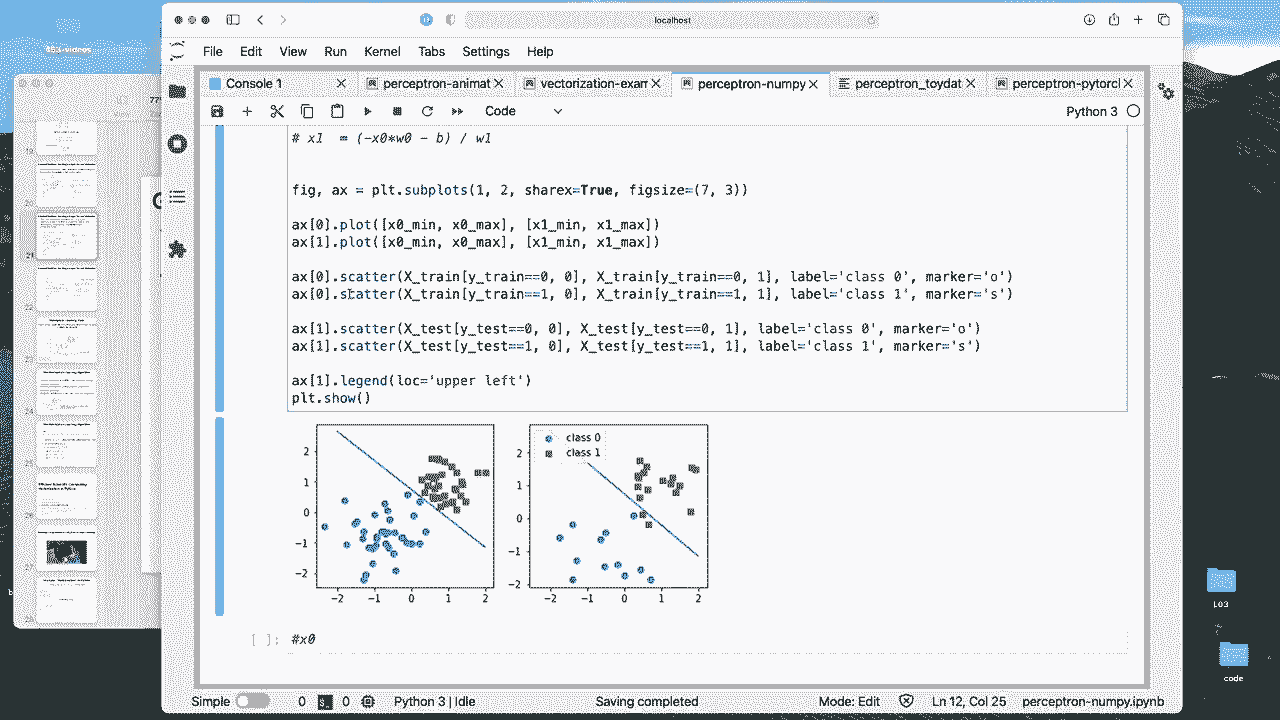 localhost
File Edit View Run Kernel Tabs Settings Help
Console 1 perceptron-animat vectorization-exam perceptron-numpy perceptron_toydat perceptron-pytorcl
Code Python 3
# x1 = (-x0*w0 - b) / w1
fig, ax = plt.subplots(1, 2, sharex=True, figsize=(7, 3))
ax[0].plot([x0_min, x0_max], [x1_min, x1_max])
ax[1].plot([x0_min, x0_max], [x1_min, x1_max])
ax[0].scatter(X_train[y_train==0, 0], X_train[y_train==0, 1], label='class 0', marker='o')
ax[0].scatter(X_train[y_train==1, 0], X_train[y_train==1, 1], label='class 1', marker='s')
ax[1].scatter(X_test[y_test==0, 0], X_test[y_test==0, 1], label='class 0', marker='o')
ax[1].scatter(X_test[y_test==1, 0], X_test[y_test==1, 1], label='class 1', marker='s')
ax[1].legend(loc='upper left')
plt.show()
2
1
0
−1
−2
−2 −1 0 1 2
class 0
class 1
2
1
0
−1
−2
−2 −1 0 1 2
[ ]: #x0
L03
code
Simple 0 0 Python 3 | Idle Saving completed Mode: Edit Ln 12, Col 25 perceptron-numpy.ipynb